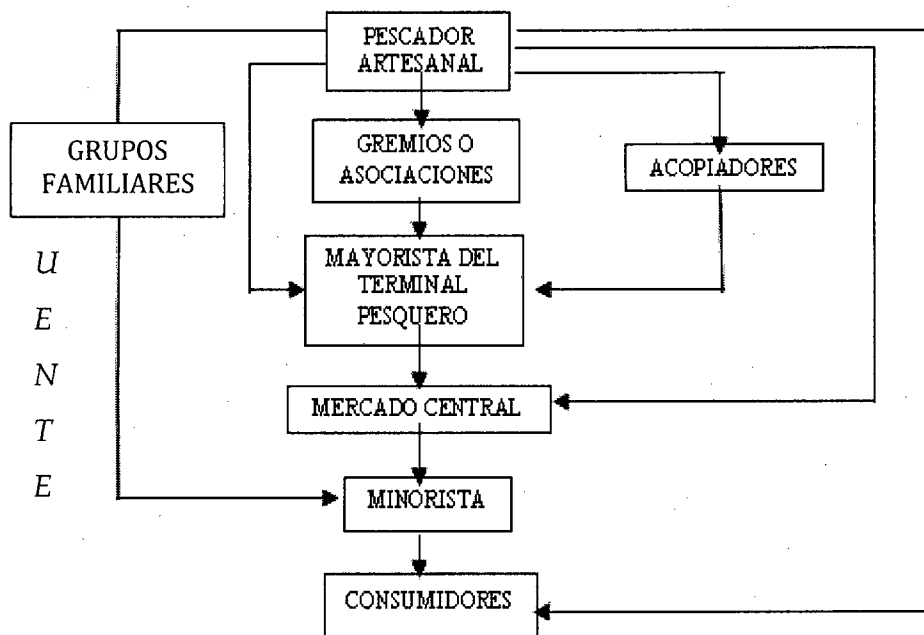 PESCADOR
ARTESANAL
GRUPOS
FAMILIARES
GREMIOS O
ASOCIACIONES
ACOPIADORES
MAYORISTA DEL
TERMINAL
PESQUERO
MERCADO CENTRAL
MINORISTA
CONSUMIDORES
U
E
N
T
E